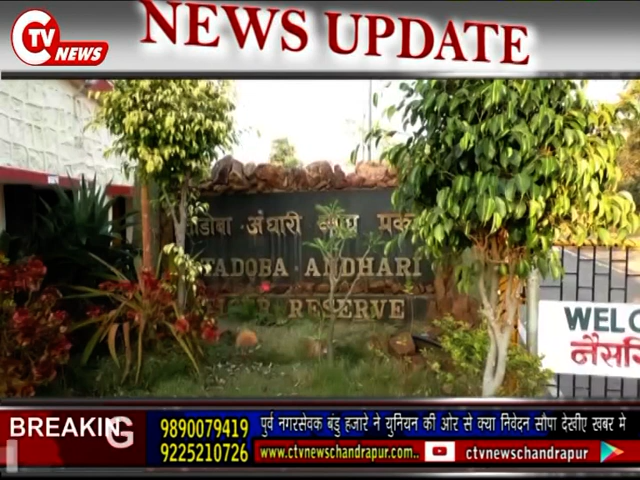 C TV NEWS
NEWS UPDATE
अंधारी
TADOBA - ANDHARI
RESERVE
WELC
BREAKING
9890079419
9225210726
पुर्व नगरसेवक बंडु हजारे ने युनियन की ओर से क्या निवेदन सौपा देखीए खबर मे
www.ctvnewschandrapur.com..
ctvnewschandrapur